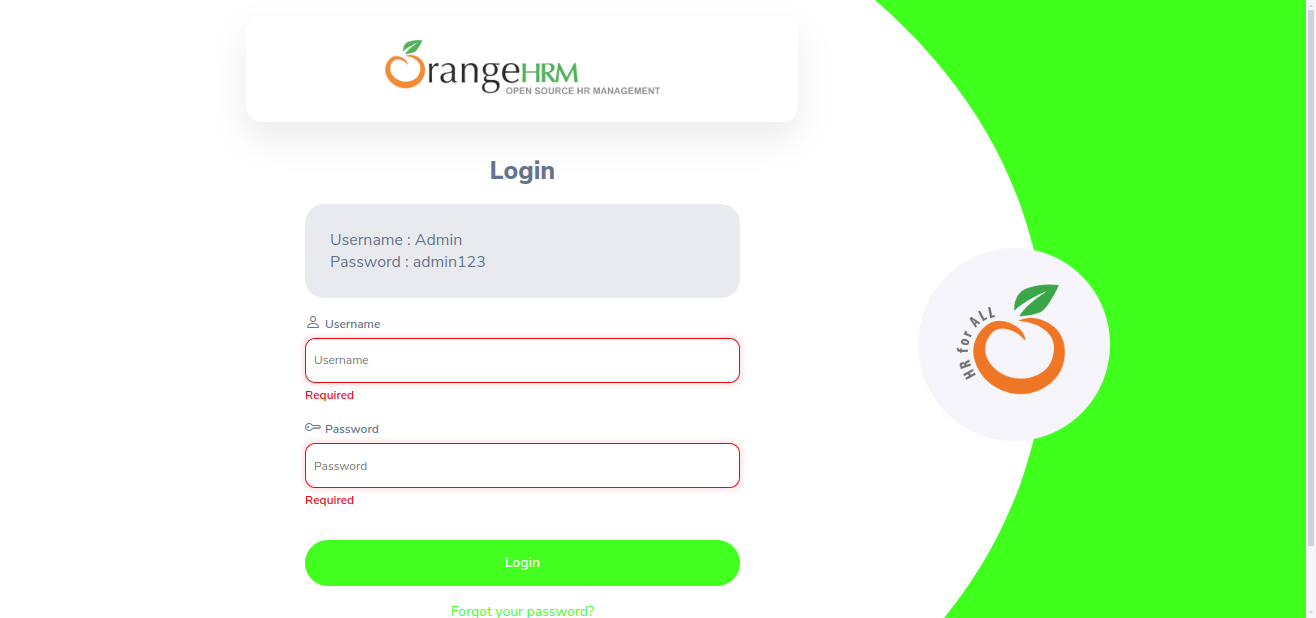 OrangeHRM
OPEN SOURCE HR MANAGEMENT
Login
Username : Admin
Password : admin123
Username
Username
Required
Password
Password
Required
Login
Forgot your password?
HR for ALL